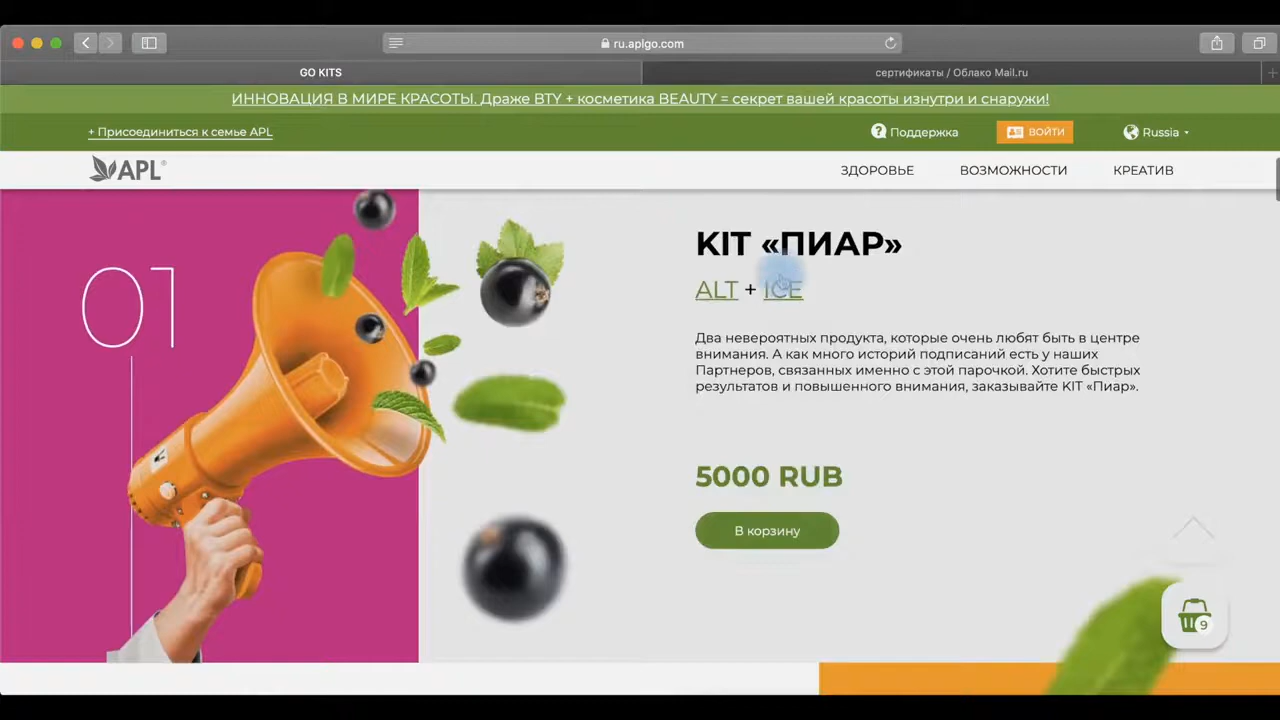 ru.aplgo.com
GO KITS
сертификаты / Облако Mail.ru
ИННОВАЦИЯ В МИРЕ КРАСОТЫ. Драже BTY + косметика BEAUTY = секрет вашей красоты изнутри и снаружи!
+ Присоединиться к семье APL
Поддержка
ВОЙТИ
Russia
APL®
ЗДОРОВЬЕ
ВОЗМОЖНОСТИ
КРЕАТИВ
01
KIT «ПИАР»
ALT + ICE
Два невероятных продукта, которые очень любят быть в центре
внимания. А как много историй подписаний есть у наших
Партнеров, связанных именно с этой парочкой. Хотите быстрых
результатов и повышенного внимания, заказывайте KIT «Пиар».
5000 RUB
В корзину
9